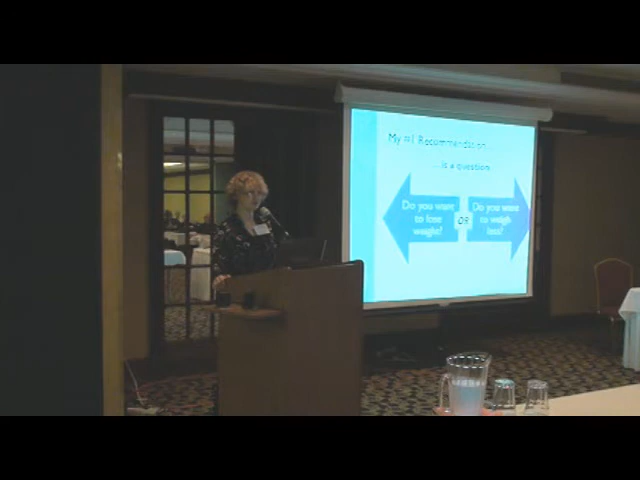 My #1 Recommendation...
...is a question
Do you want
to lose
weight?
OR
Do you want
to weigh
less?